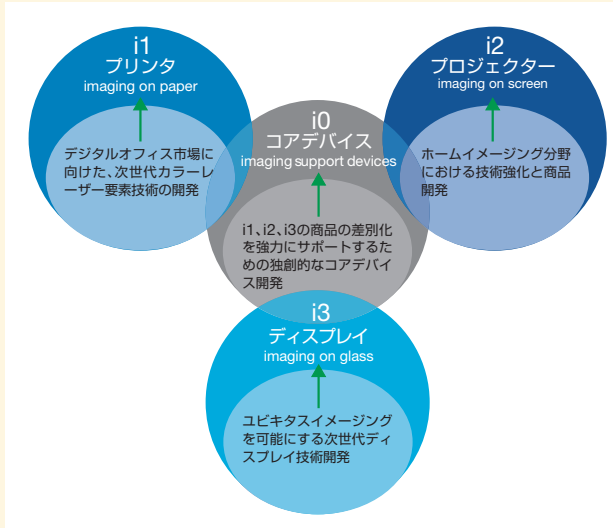 i1
プリンタ
imaging on paper
デジタルオフィス市場に
向けた、次世代カラーレ
ーザー要素技術の開発
i2
プロジェクター
imaging on screen
ホームイメージング分野
における技術強化と商品
開発
i0
コアデバイス
imaging support devices
i1、i2、i3の商品の差別化
を強力にサポートするた
めの独創的なコアデバイ
ス開発
i3
ディスプレイ
imaging on glass
ユビキタスイメージング
を可能にする次世代ディ
スプレイ技術開発